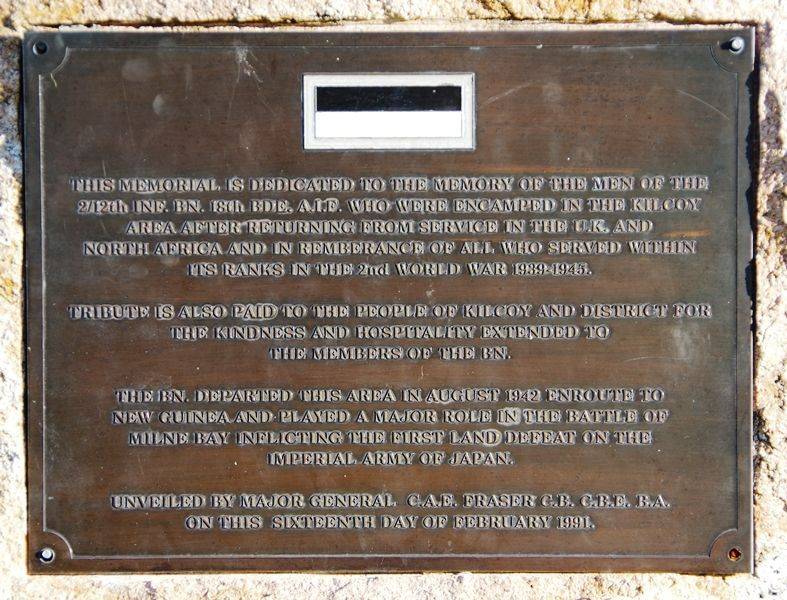 THIS MEMORIAL IS DEDICATED TO THE MEMORY OF THE MEN OF THE
2/12th INF. BN. 18th BDE. A.I.F. WHO WERE ENCAMPED IN THE KILCOY
AREA AFTER RETURNING FROM SERVICE IN THE U.K. AND
NORTH AFRICA AND IN REMBERANCE OF ALL WHO SERVED WITHIN
ITS RANKS IN THE 2nd WORLD WAR 1939-1945.
TRIBUTE IS ALSO PAID TO THE PEOPLE OF KILCOY AND DISTRICT FOR
THE KINDNESS AND HOSPITALITY EXTENDED TO
THE MEMBERS OF THE BN.
THE BN. DEPARTED THIS AREA IN AUGUST 1942 ENROUTE TO
NEW GUINEA AND PLAYED A MAJOR ROLE IN THE BATTLE OF
MILNE BAY INFLICTING THE FIRST LAND DEFEAT ON THE
IMPERIAL ARMY OF JAPAN.
UNVEILED BY MAJOR GENERAL C.A.E. FRASER C.B. C.B.E. B.A.
ON THIS SIXTEENTH DAY OF FEBRUARY 1991.